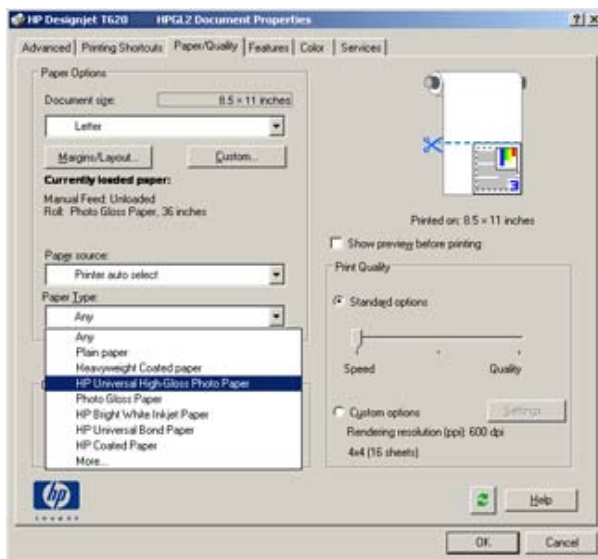 HP Designjet T620 HPGL2 Document Properties
Advanced Printing Shortcuts Paper/Quality Features Color Services
Paper Options
Document size: 8.5 × 11 inches
Letter
Margins/Layout... Custom...
Currently loaded paper:
Manual Feed: Unloaded
Roll: Photo Gloss Paper, 36 inches
Paper source:
Printer auto select
Paper Type:
Any
Any
Plain paper
Heavyweight Coated paper
HP Universal High-Gloss Photo Paper
Photo Gloss Paper
HP Bright White Inkjet Paper
HP Universal Bond Paper
HP Coated Paper
More...
3
Printed on: 8.5 × 11 inches
Show preview before printing
Print Quality
Standard options
Speed Quality
Custom options Settings...
Rendering resolution (ppi): 600 dpi
4x4 (16 sheets)
hp
invent
Help
OK Cancel